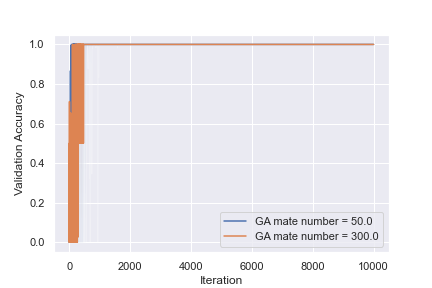 1.0
0.8
0.6
0.4
0.2
0.0
Validation Accuracy
0 2000 4000 6000 8000 10000
Iteration
GA mate number = 50.0
GA mate number = 300.0